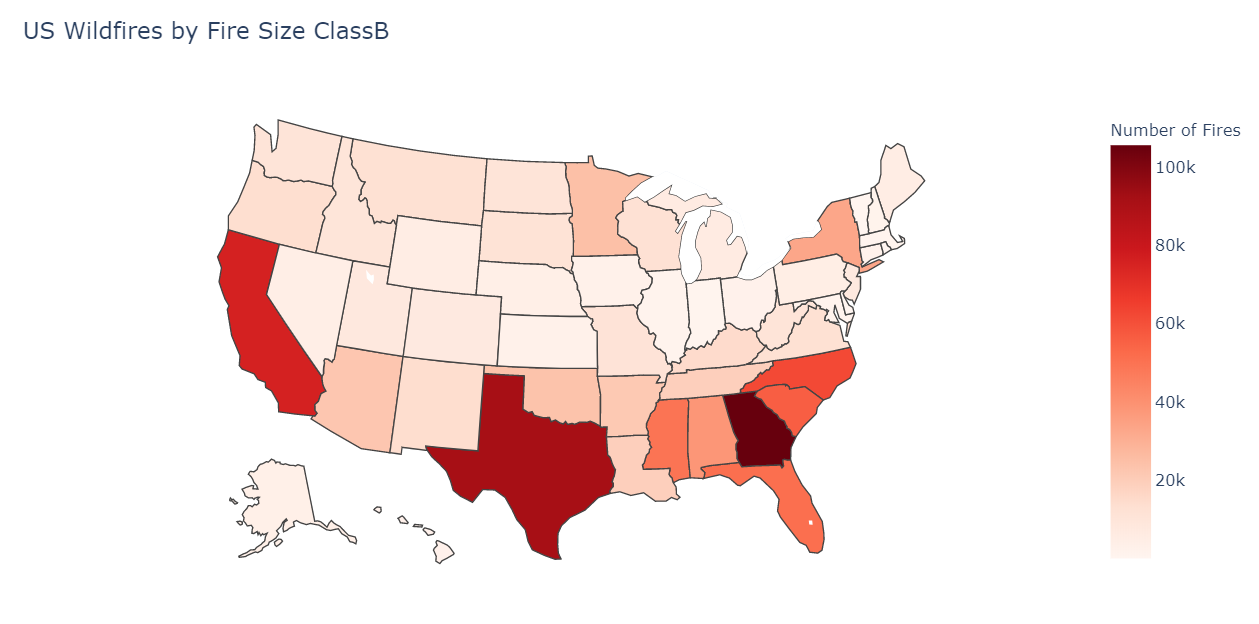 US Wildfires by Fire Size ClassB
Number of Fires
100k
80k
60k
40k
20k